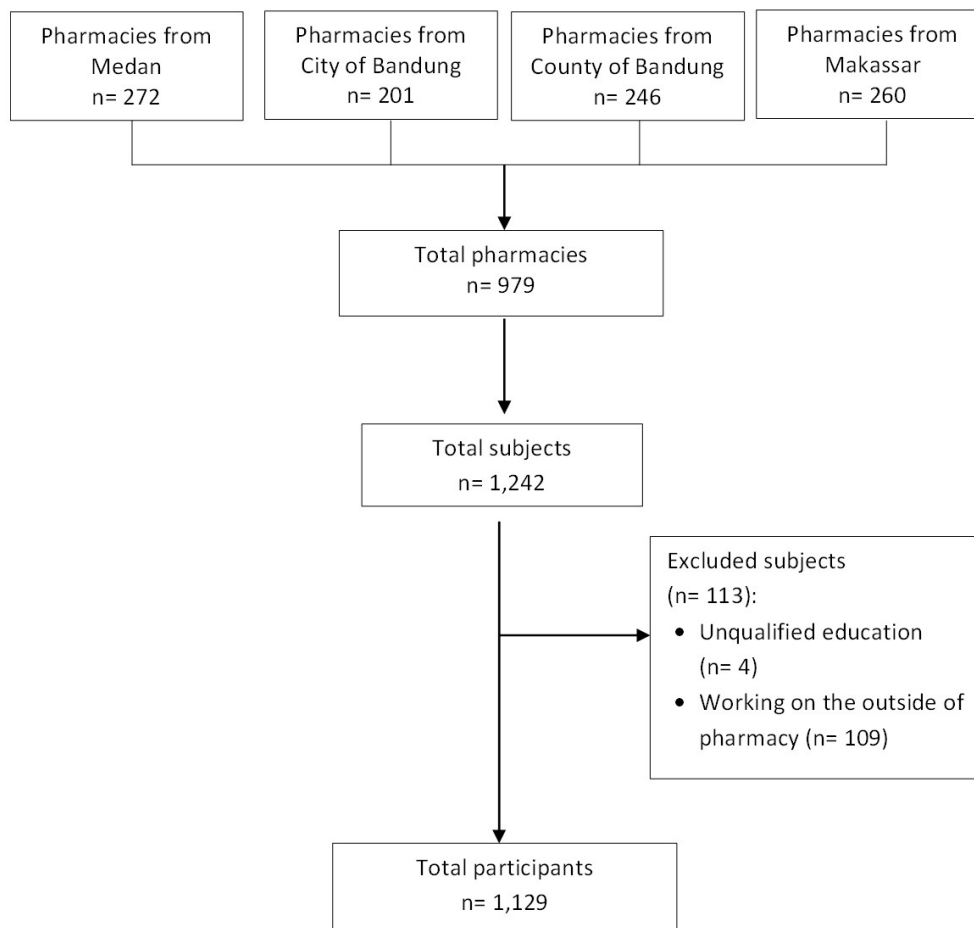 Pharmacies from
Medan
n= 272
Pharmacies from
City of Bandung
n= 201
Pharmacies from
County of Bandung
n= 246
Pharmacies from
Makassar
n= 260
Total pharmacies
n= 979
Total subjects
n= 1,242
Excluded subjects
(n= 113):
• Unqualified education
(n= 4)
• Working on the outside of
pharmacy (n= 109)
Total participants
n= 1,129